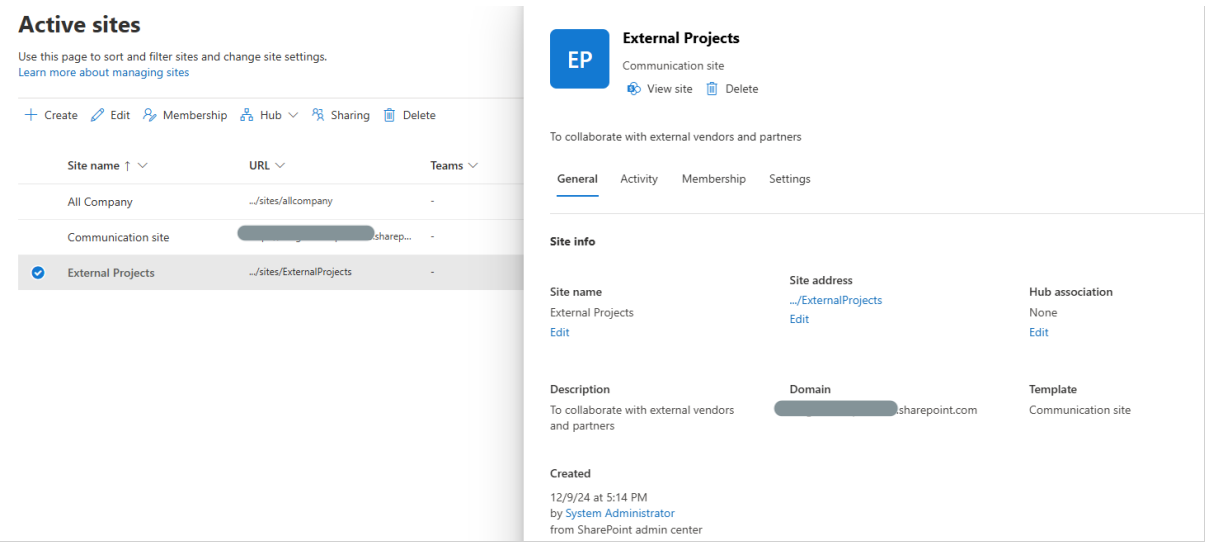 Active sites
Use this page to sort and filter sites and change site settings.
Learn more about managing sites
Create Edit Membership Hub Sharing Delete
Site name ↑ URL Teams
All Company .../sites/allcompany -
Communication site .sharep... -
External Projects .../sites/ExternalProjects -
EP
External Projects
Communication site
View site Delete
To collaborate with external vendors and partners
General Activity Membership Settings
Site info
Site name
External Projects
Edit
Site address
.../ExternalProjects
Edit
Hub association
None
Edit
Description
To collaborate with external vendors
and partners
Domain
.sharepoint.com
Template
Communication site
Created
12/9/24 at 5:14 PM
by System Administrator
from SharePoint admin center